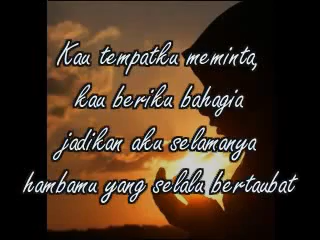 Kau tempatku meminta,
kau beriku bahagia
jadikan aku selamanya
hambamu yang selalu bertaubat